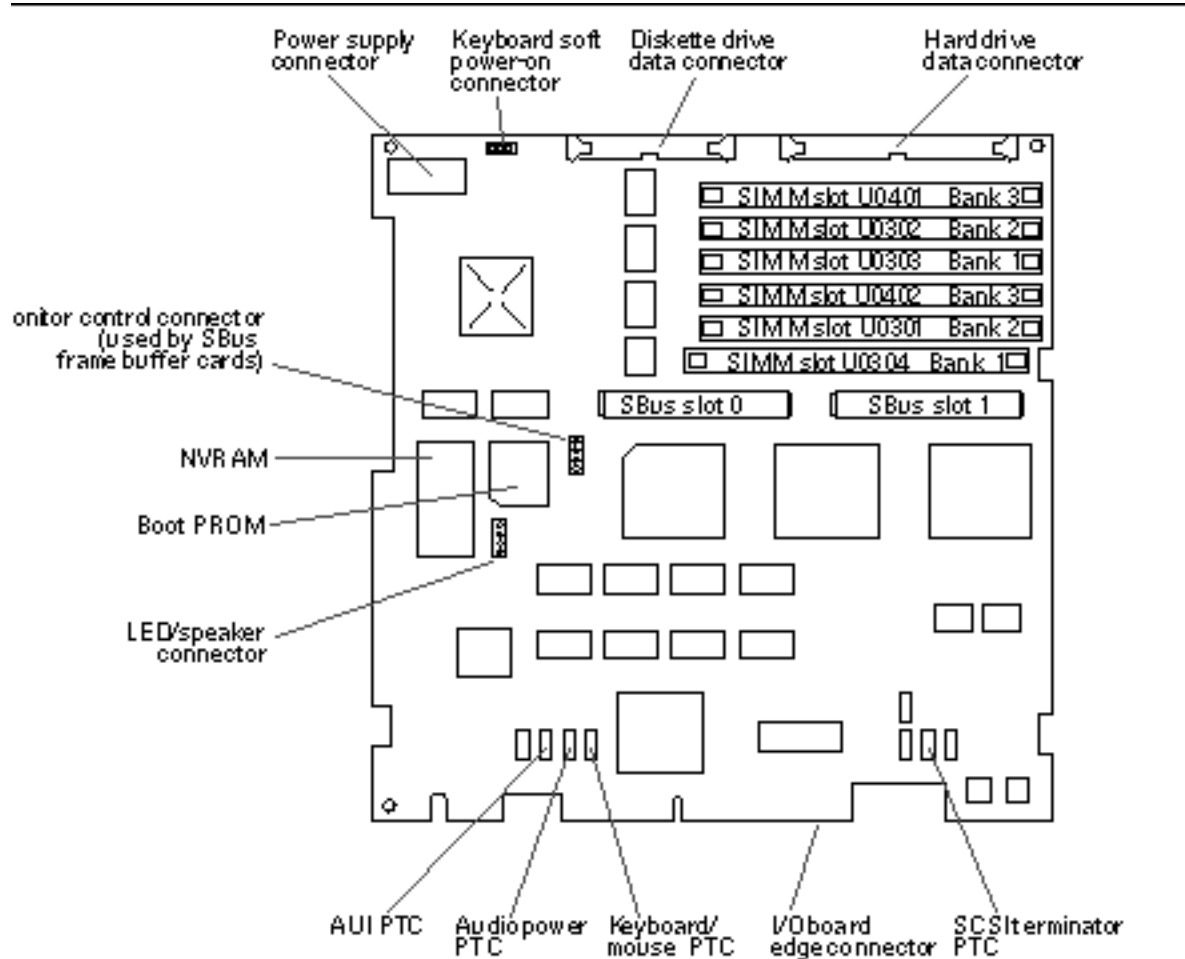 Power supply
connector
Keyboard soft
power-on
connector
Diskette drive
data connector
Hard drive
data connector
SIMM slot U0401 Bank 3
SIMM slot U0302 Bank 2
SIMM slot U0303 Bank 1
SIMM slot U0402 Bank 3
SIMM slot U0301 Bank 2
SIMM slot U0304 Bank 1
onitor control connector
(used by SBus
frame buffer cards)
SBus slot 0
SBus slot 1
NVRAM
Boot PROM
LED/speaker
connector
AUI PTC
Audio power
PTC
Keyboard/
mouse PTC
I/O board
edge connector
SCSI terminator
PTC